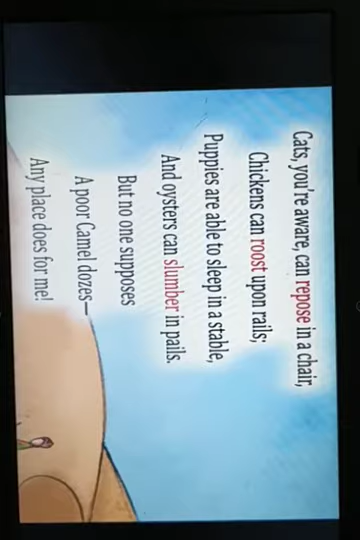 Cats, you're aware, can repose in a chair,
Chickens can roost upon rails;
Puppies are able to sleep in a stable,
And oysters can slumber in pails.
But no one supposes
A poor Camel dozes—
Any place does for me!